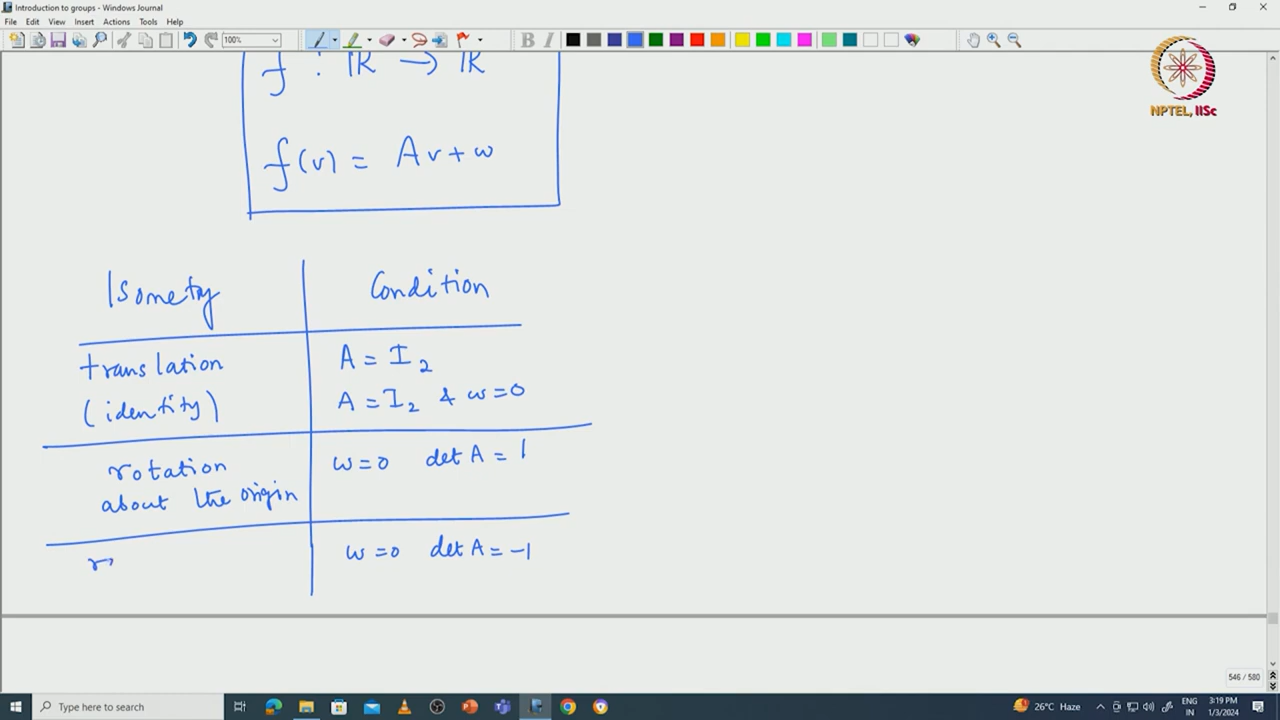 Introduction to groups - Windows Journal
File Edit View Insert Actions Tools Help
100%
NPTEL, IISc
f : ℝ → ℝ
f(v) = Av + w
Isometry Condition
translation A = I₂
(identity) A = I₂ & w=0
rotation w=0 det A = 1
about the origin
r w=0 det A = -1
546 / 580
Type here to search
26°C Haze
ENG
IN
3:19 PM
1/3/2024